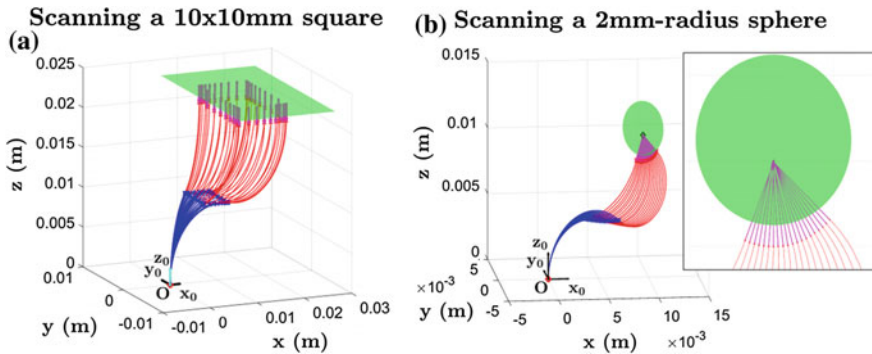 Scanning a 10x10mm square
Scanning a 2mm-radius sphere
(a)
0.025
0.02
0.015
0.01
0.005
0
z (m)
0.01
0
-0.01
y (m)
-0.01
0
0.01
0.02
0.03
x (m)
z₀
y₀
O
x₀
(b)
0.015
0.01
0.005
0
z (m)
×10⁻³
5
0
-5
y (m)
-5
0
5
10
15
x (m)
×10⁻³
z₀
y₀
O
x₀